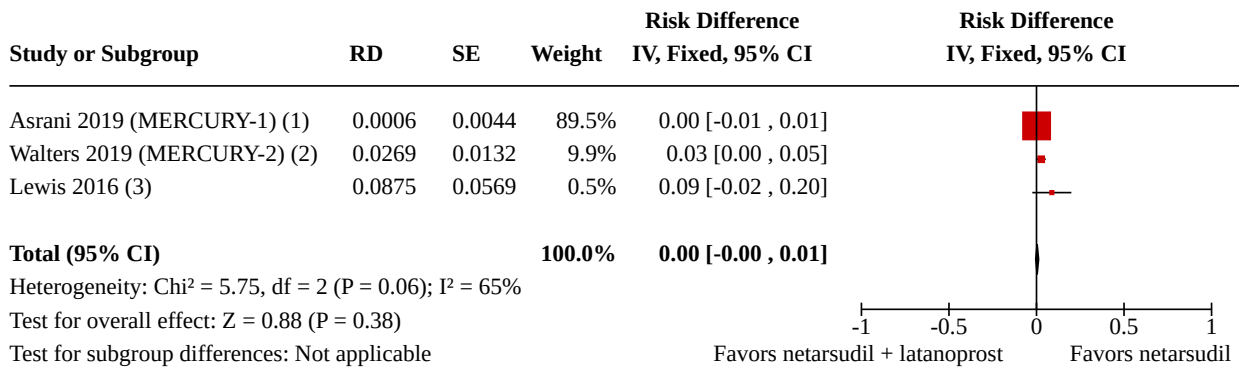 Risk Difference Risk Difference
Study or Subgroup RD SE Weight IV, Fixed, 95% CI IV, Fixed, 95% CI
Asrani 2019 (MERCURY-1) (1) 0.0006 0.0044 89.5% 0.00 [-0.01 , 0.01]
Walters 2019 (MERCURY-2) (2) 0.0269 0.0132 9.9% 0.03 [0.00 , 0.05]
Lewis 2016 (3) 0.0875 0.0569 0.5% 0.09 [-0.02 , 0.20]
Total (95% CI) 100.0% 0.00 [-0.00 , 0.01]
Heterogeneity: Chi² = 5.75, df = 2 (P = 0.06); I² = 65%
Test for overall effect: Z = 0.88 (P = 0.38) -1 -0.5 0 0.5 1
Test for subgroup differences: Not applicable Favors netarsudil + latanoprost Favors netarsudil